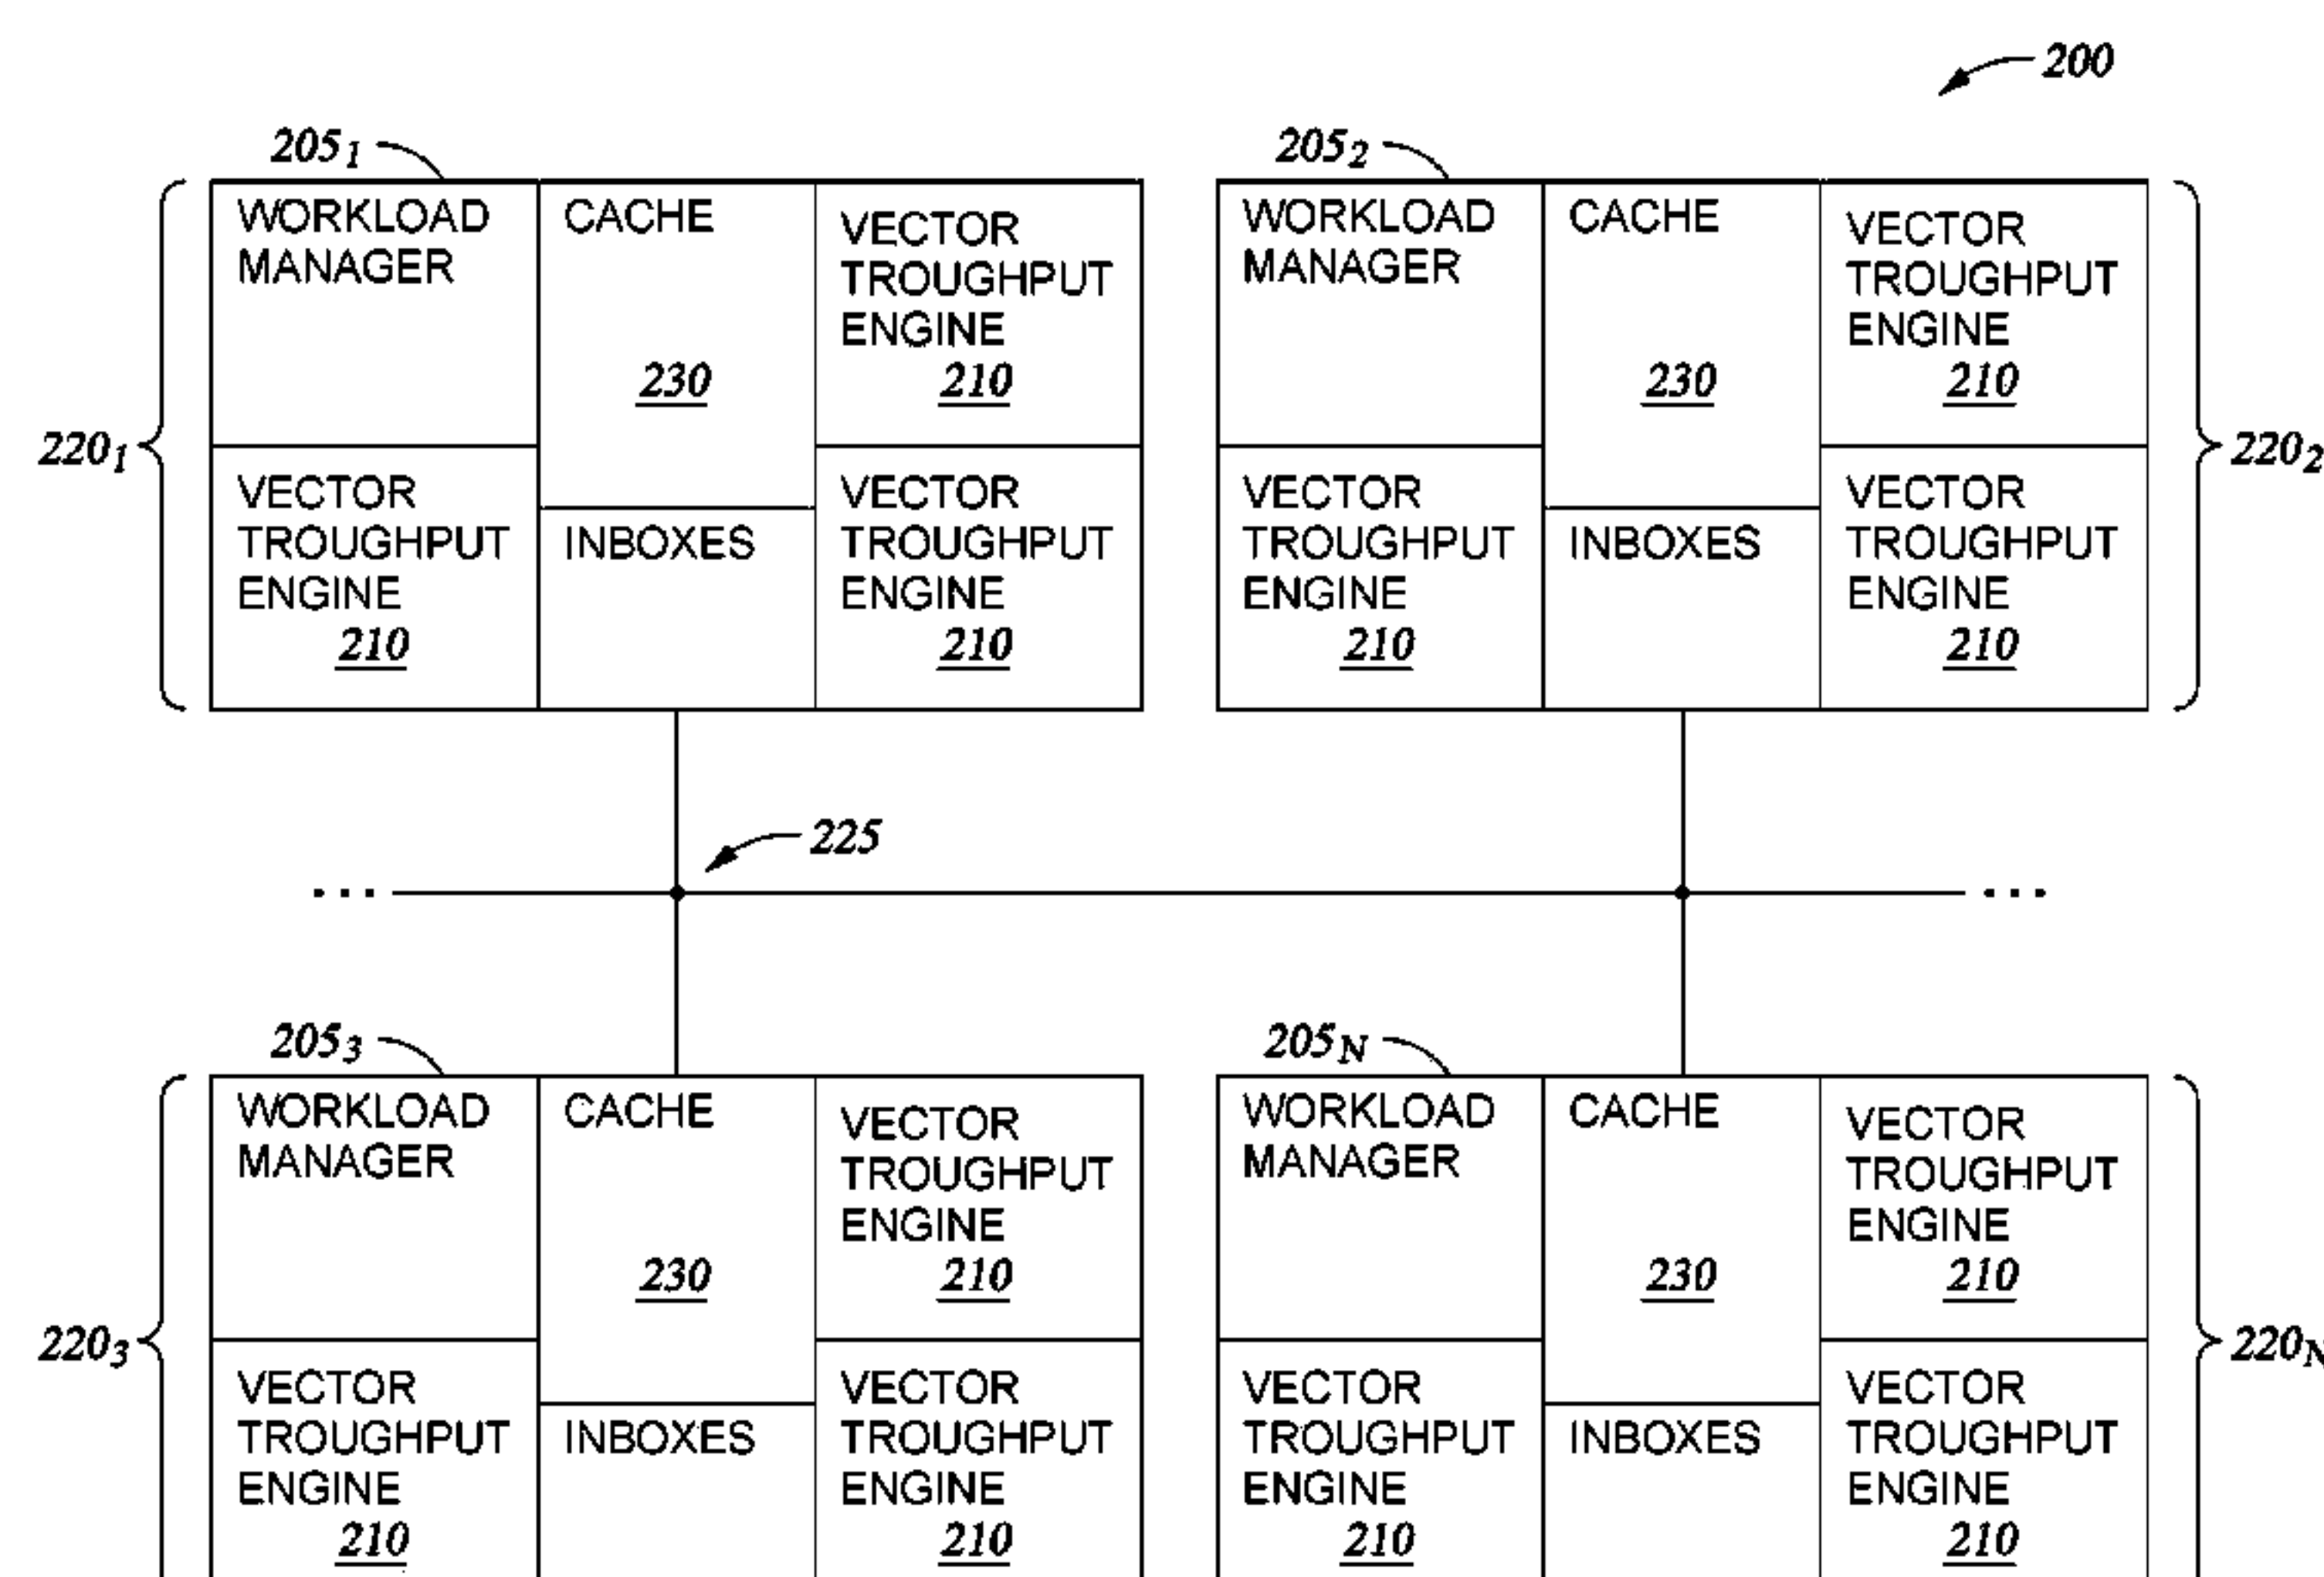 200
205₁
205₂
WORKLOAD
MANAGER
CACHE
230
VECTOR
TROUGHPUT
ENGINE
210
WORKLOAD
MANAGER
CACHE
230
VECTOR
TROUGHPUT
ENGINE
210
220₁
220₂
VECTOR
TROUGHPUT
ENGINE
210
INBOXES
VECTOR
TROUGHPUT
ENGINE
210
VECTOR
TROUGHPUT
ENGINE
210
INBOXES
VECTOR
TROUGHPUT
ENGINE
210
225
...
...
205₃
205N
WORKLOAD
MANAGER
CACHE
230
VECTOR
TROUGHPUT
ENGINE
210
WORKLOAD
MANAGER
CACHE
230
VECTOR
TROUGHPUT
ENGINE
210
220₃
220N
VECTOR
TROUGHPUT
ENGINE
210
INBOXES
VECTOR
TROUGHPUT
ENGINE
210
VECTOR
TROUGHPUT
ENGINE
210
INBOXES
VECTOR
TROUGHPUT
ENGINE
210